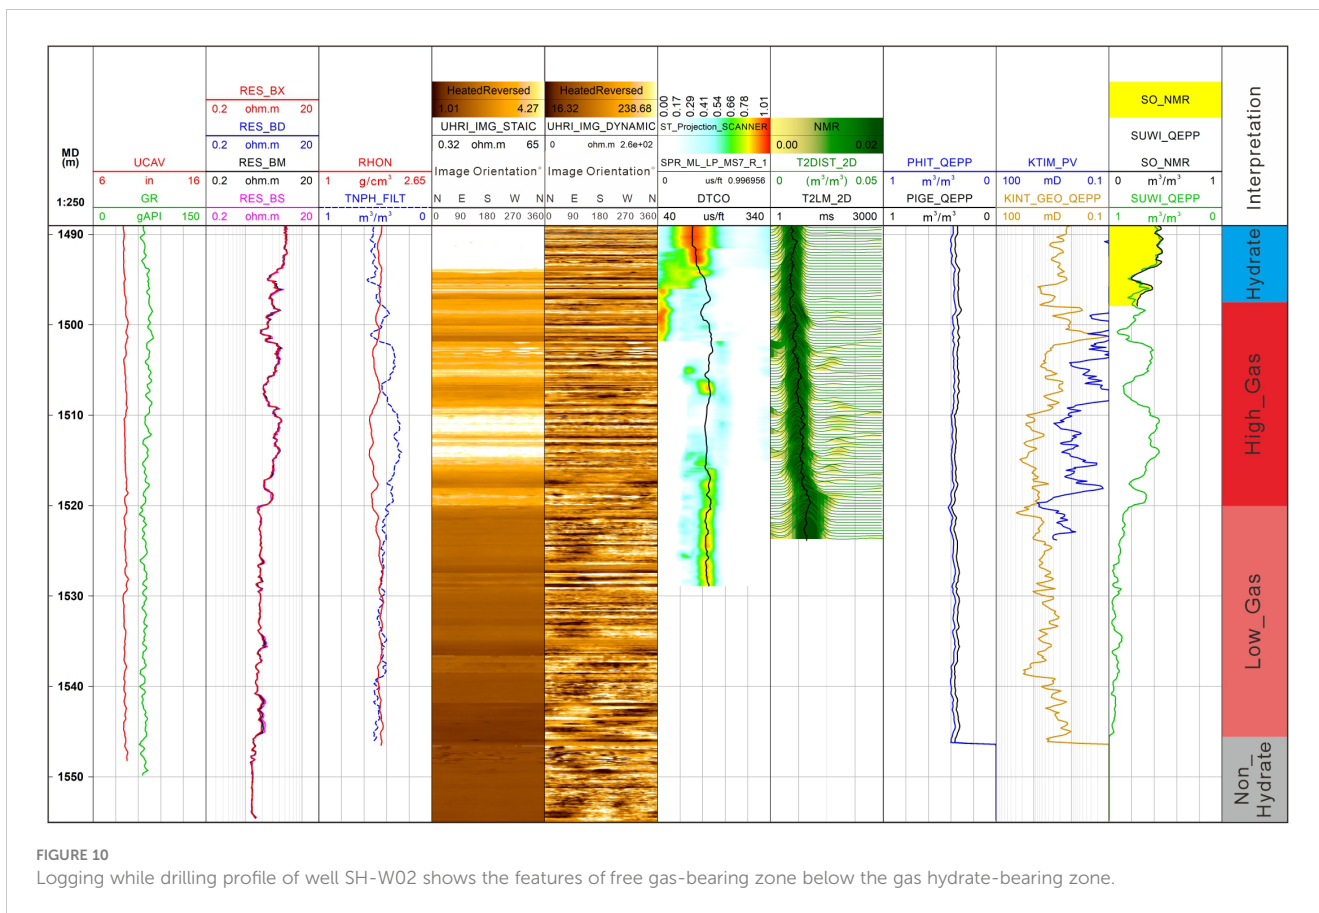 MD
(m)
1:250
UCAV
6 in 16
GR
0 gAPI 150
RES_BX
0.2 ohm.m 20
RES_BD
0.2 ohm.m 20
RES_BM
0.2 ohm.m 20
RES_BS
0.2 ohm.m 20
RHON
1 g/cm³ 2.65
TNPH_FILT
1 m³/m³ 0
HeatedReversed
1.01 4.27
UHRI_IMG_STAIC
0.32 ohm.m 65
Image Orientation°
N E S W N
0 90 180 270 360
HeatedReversed
16.32 238.68
UHRI_IMG_DYNAMIC
0 ohm.m 2.6e+02
Image Orientation°
N E S W N
0 90 180 270 360
0.00
0.17
0.29
0.41
0.54
0.66
0.78
1.01
ST_Projection_SCANNER
SPR_ML_LP_MS7_R_1
0 us/ft 0.996956
DTCO
40 us/ft 340
NMR
0.00 0.02
T2DIST_2D
0 (m³/m³) 0.05
T2LM_2D
1 ms 3000
PHIT_QEPP
1 m³/m³ 0
PIGE_QEPP
1 m³/m³ 0
KTIM_PV
100 mD 0.1
KINT_GEO_QEPP
100 mD 0.1
SO_NMR
SUWI_QEPP
SO_NMR
0 m³/m³ 1
SUWI_QEPP
1 m³/m³ 0
Interpretation
1490
1500
1510
1520
1530
1540
1550
Hydrate
High_Gas
Low_Gas
Non_
Hydrate
FIGURE 10
Logging while drilling profile of well SH-W02 shows the features of free gas-bearing zone below the gas hydrate-bearing zone.